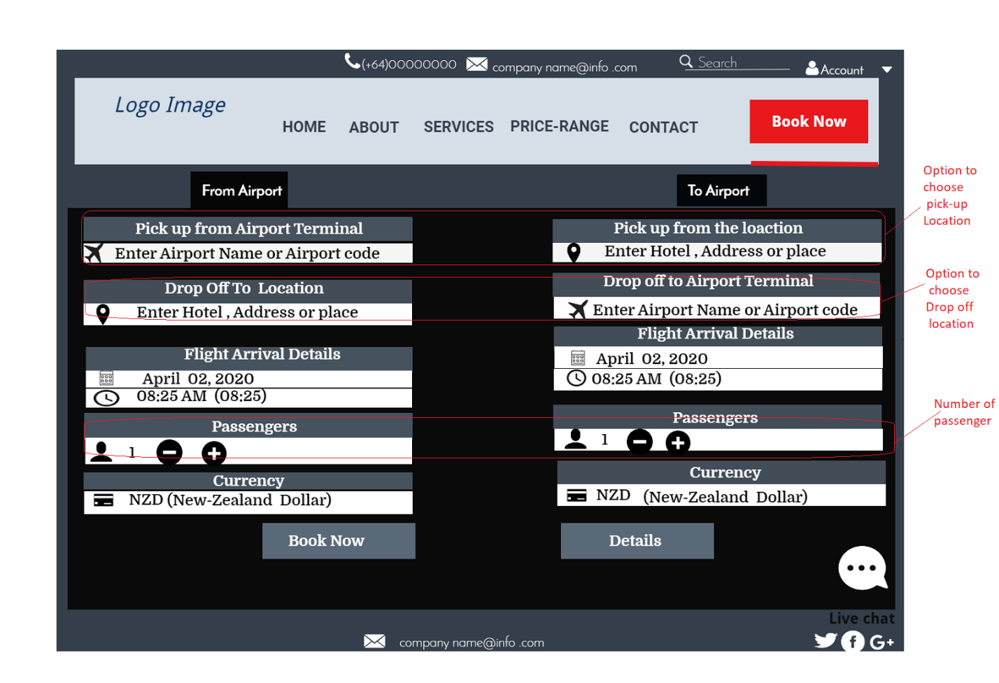 (+64)00000000
company name@info .com
Search
Account
Logo Image
HOME ABOUT SERVICES PRICE-RANGE CONTACT
Book Now
From Airport
To Airport
Option to
choose
pick-up
Location
Pick up from Airport Terminal
Enter Airport Name or Airport code
Drop Off To Location
Enter Hotel , Address or place
Flight Arrival Details
April 02, 2020
08:25 AM (08:25)
Passengers
1
Currency
NZD (New-Zealand Dollar)
Book Now
Pick up from the loaction
Enter Hotel , Address or place
Drop off to Airport Terminal
Enter Airport Name or Airport code
Flight Arrival Details
April 02, 2020
08:25 AM (08:25)
Passengers
1
Currency
NZD (New-Zealand Dollar)
Details
Option to
choose
Drop off
location
Number of
passenger
Live chat
company name@info .com
G+